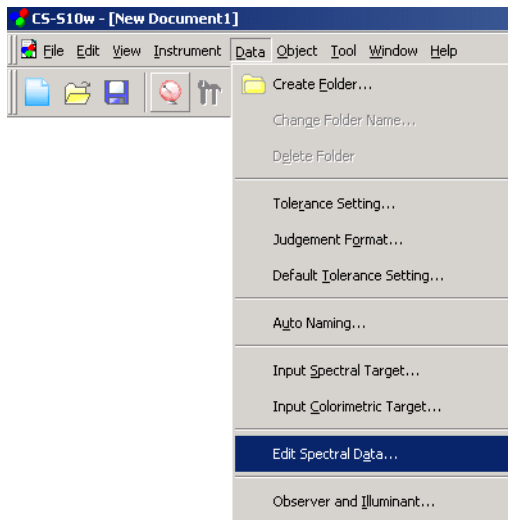 CS-S10w - [New Document1]
File Edit View Instrument Data Object Tool Window Help
Create Folder...
Change Folder Name...
Delete Folder
Tolerance Setting...
Judgement Format...
Default Tolerance Setting...
Auto Naming...
Input Spectral Target...
Input Colorimetric Target...
Edit Spectral Data...
Observer and Illuminant...